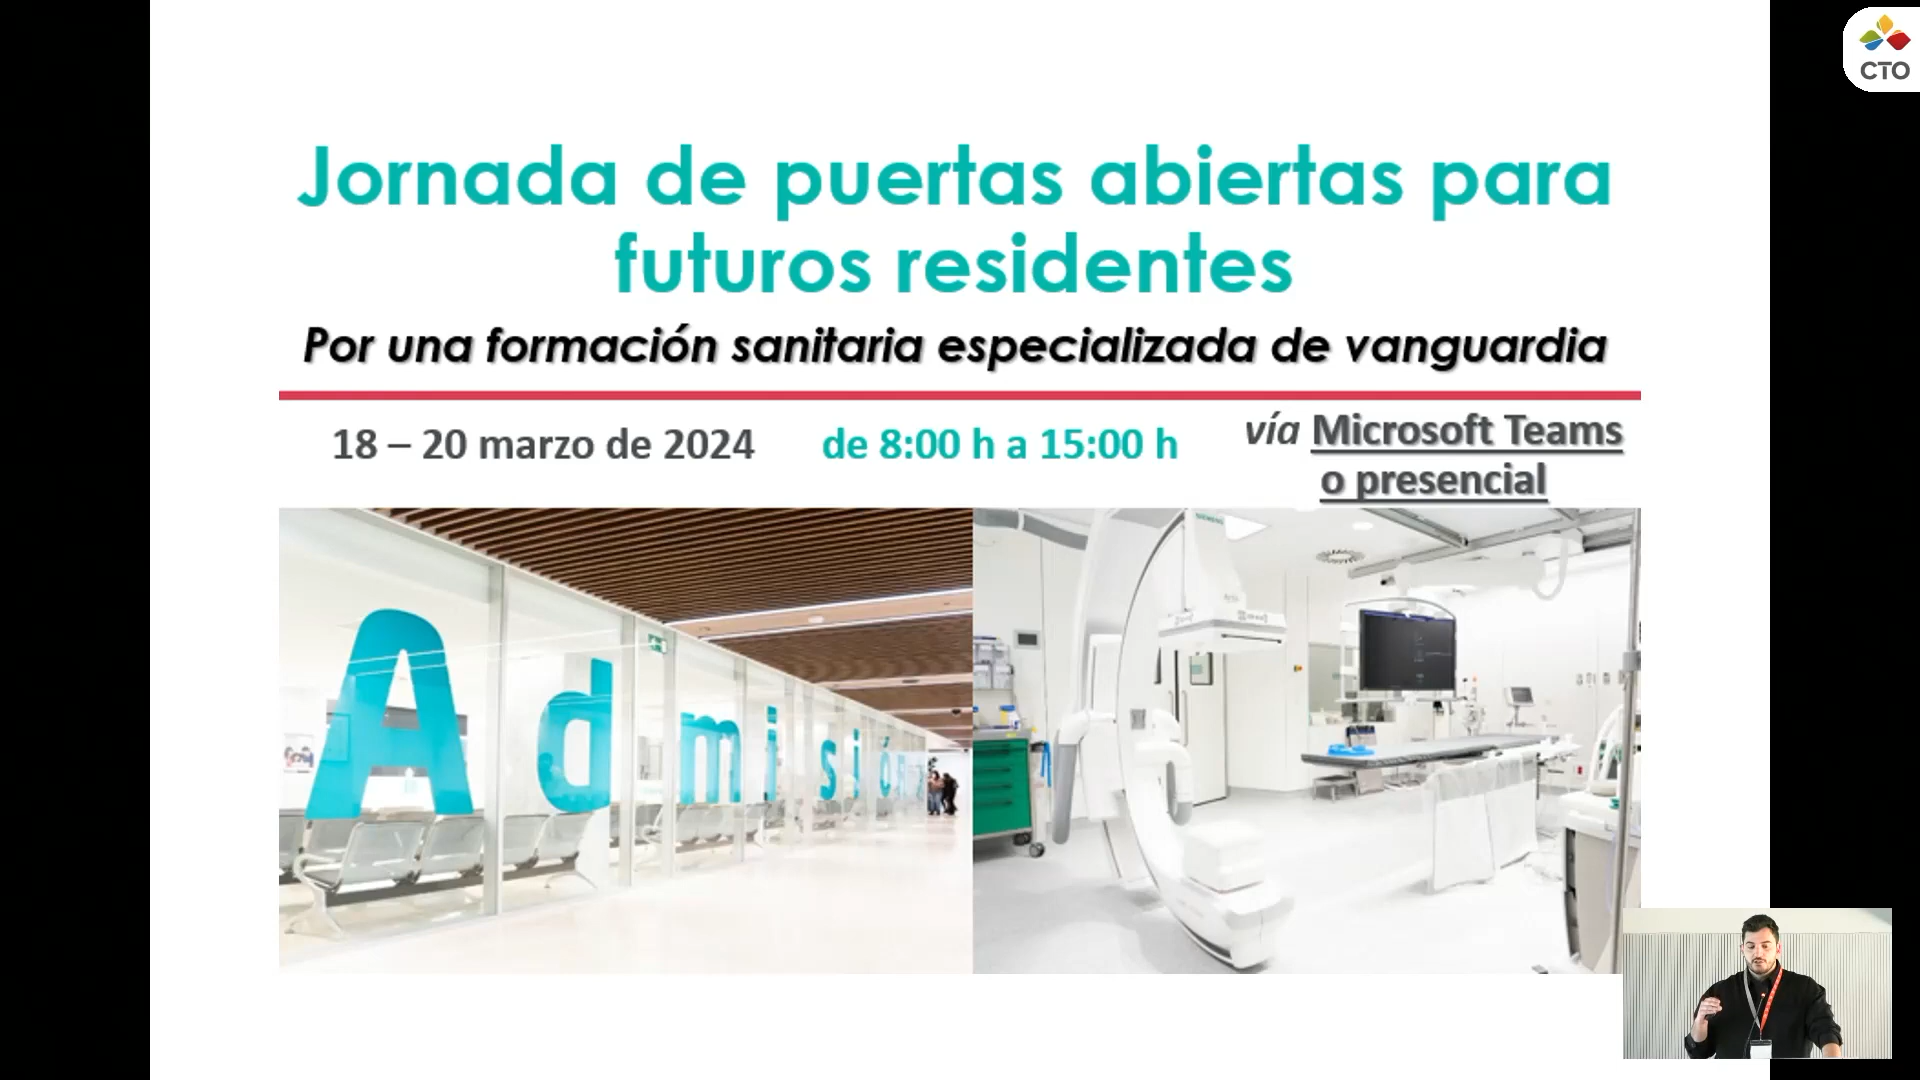 CTO
Jornada de puertas abiertas para
futuros residentes
Por una formación sanitaria especializada de vanguardia
18 – 20 marzo de 2024
de 8:00 h a 15:00 h
vía Microsoft Teams
o presencial
SIEMENS
Admisión